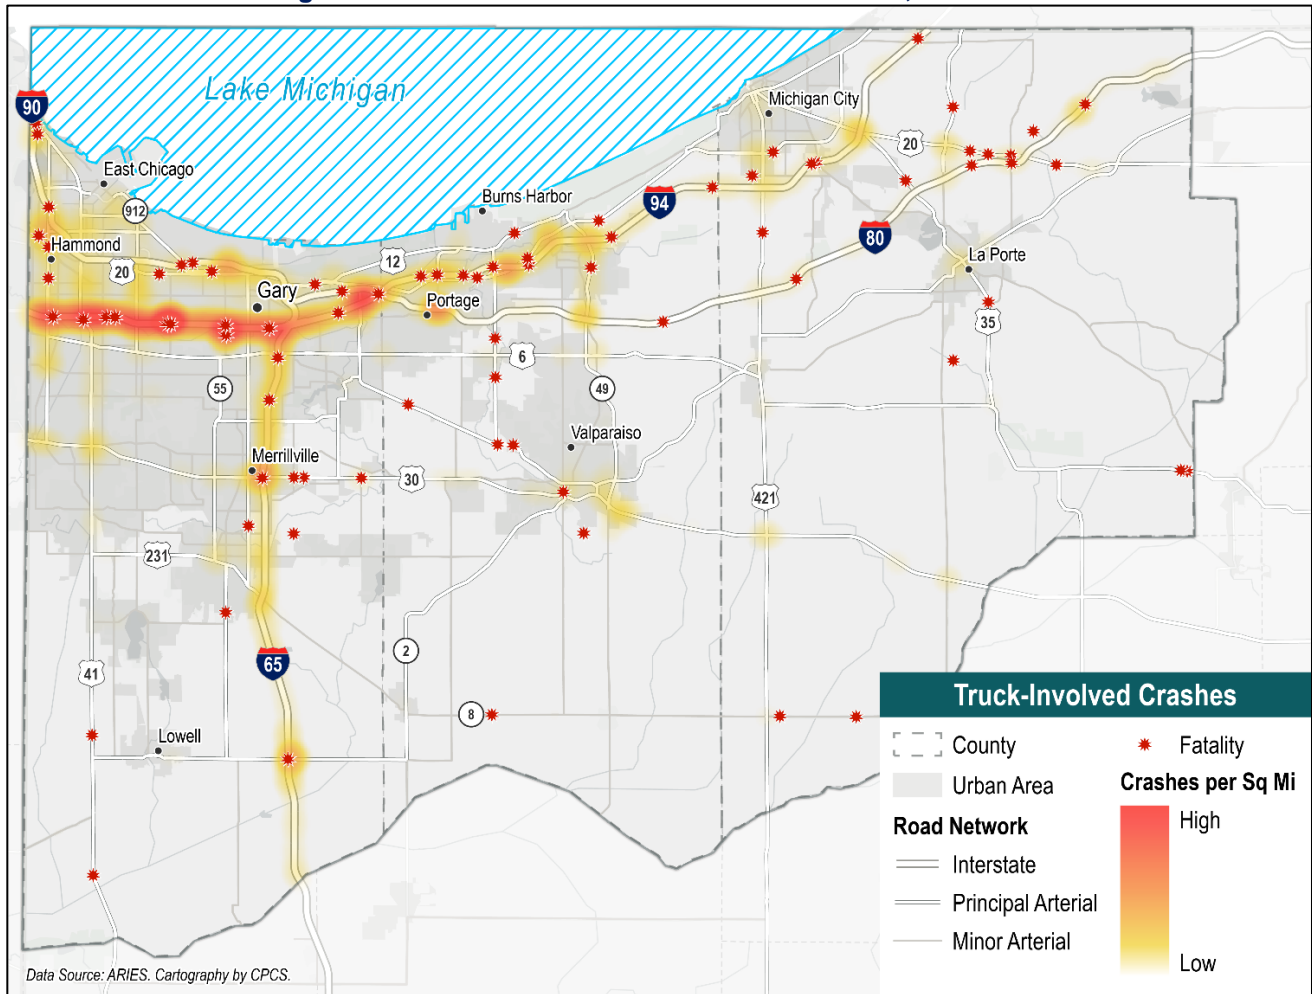 Lake Michigan
90
Michigan City
East Chicago
20
912
Burns Harbor
94
80
Hammond
20
12
La Porte
Gary
Portage
35
6
55
49
Valparaiso
Merrillville
30
421
231
2
65
41
8
Lowell
Truck-Involved Crashes
County
Fatality
Urban Area
Crashes per Sq Mi
Road Network
High
Interstate
Principal Arterial
Minor Arterial
Low
Data Source: ARIES. Cartography by CPCS.